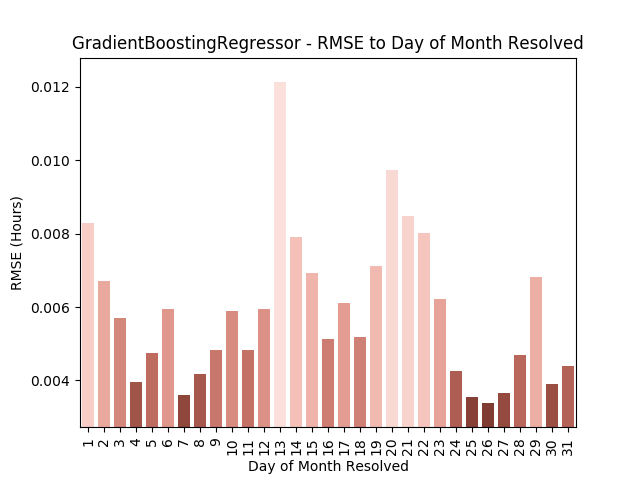 GradientBoostingRegressor - RMSE to Day of Month Resolved
0.012
0.010
0.008
0.006
0.004
RMSE (Hours)
1 2 3 4 5 6 7 8 9 10 11 12 13 14 15 16 17 18 19 20 21 22 23 24 25 26 27 28 29 30 31
Day of Month Resolved